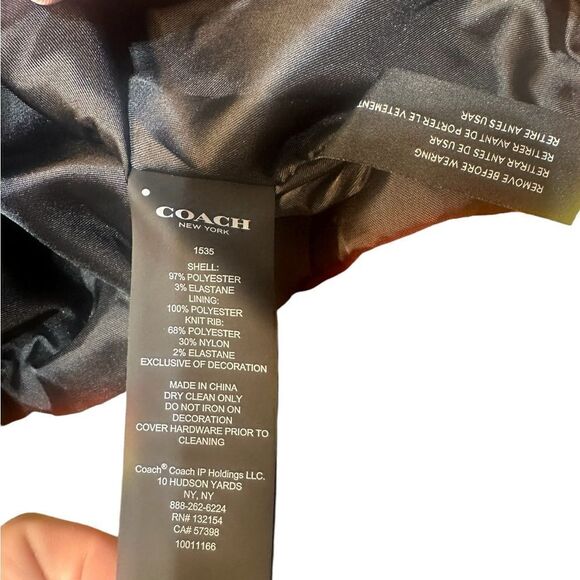 COACH
NEW YORK
1535
SHELL:
97% POLYESTER
3% ELASTANE
LINING:
100% POLYESTER
KNIT RIB:
68% POLYESTER
30% NYLON
2% ELASTANE
EXCLUSIVE OF DECORATION
MADE IN CHINA
DRY CLEAN ONLY
DO NOT IRON ON
DECORATION
COVER HARDWARE PRIOR TO
CLEANING
Coach® Coach IP Holdings LLC.
10 HUDSON YARDS
NY, NY
888-262-6224
RN# 132154
CA# 57398
10011166
REMOVE BEFORE WEARING
RETIRAR ANTES DE USAR
RETIRER AVANT DE PORTER LE VETEMENT
RETIRE ANTES USAR